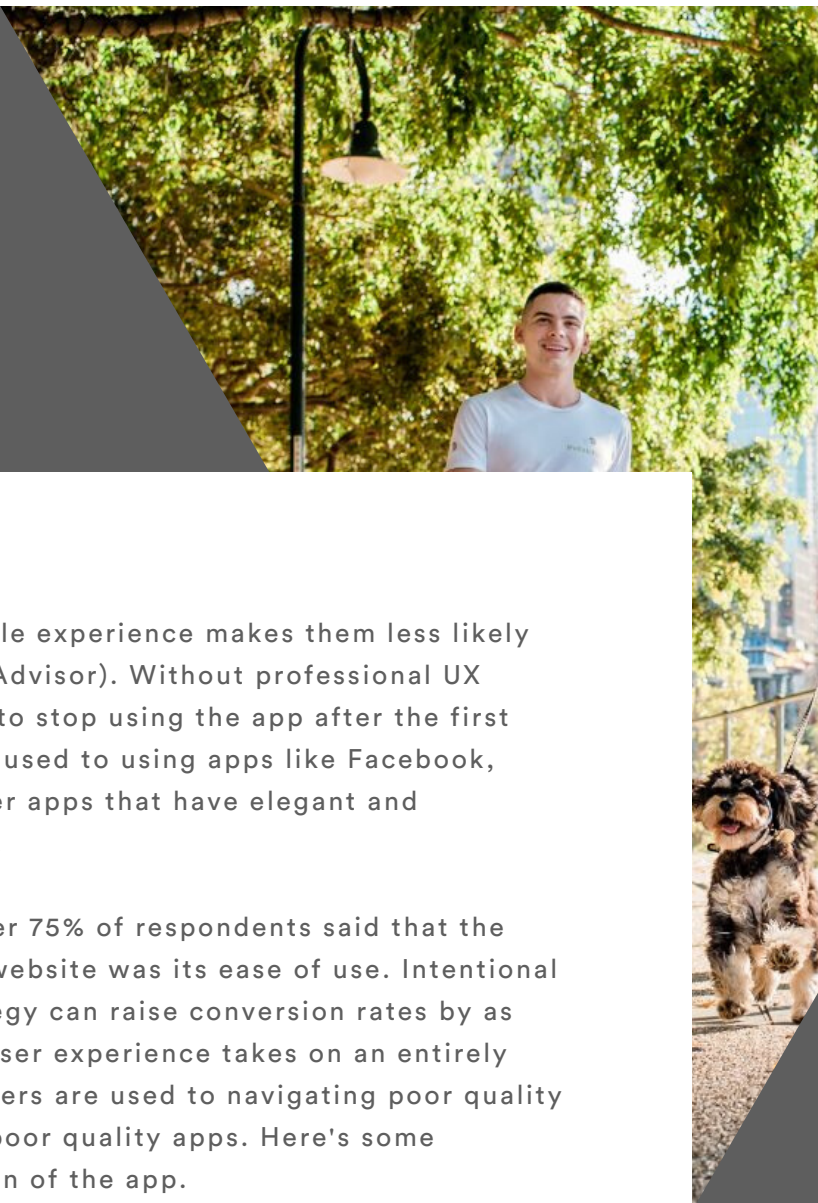 le experience makes them less likely
Advisor). Without professional UX
to stop using the app after the first
used to using apps like Facebook,
er apps that have elegant and
er 75% of respondents said that the
website was its ease of use. Intentional
egy can raise conversion rates by as
ser experience takes on an entirely
ers are used to navigating poor quality
poor quality apps. Here's some
n of the app.